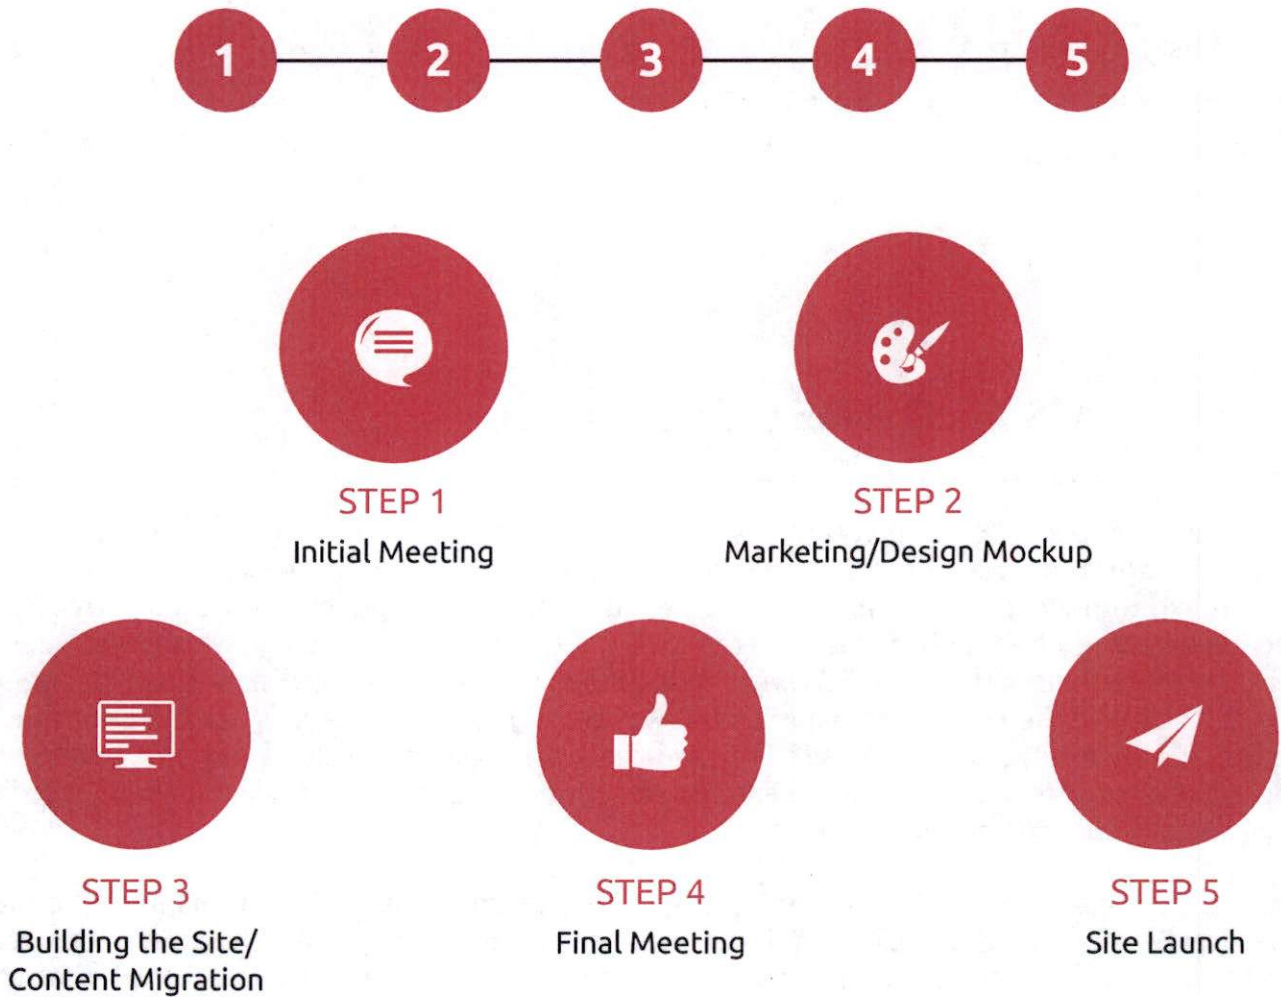 1 2 3 4 5
STEP 1
Initial Meeting
STEP 2
Marketing/Design Mockup
STEP 3
Building the Site/
Content Migration
STEP 4
Final Meeting
STEP 5
Site Launch